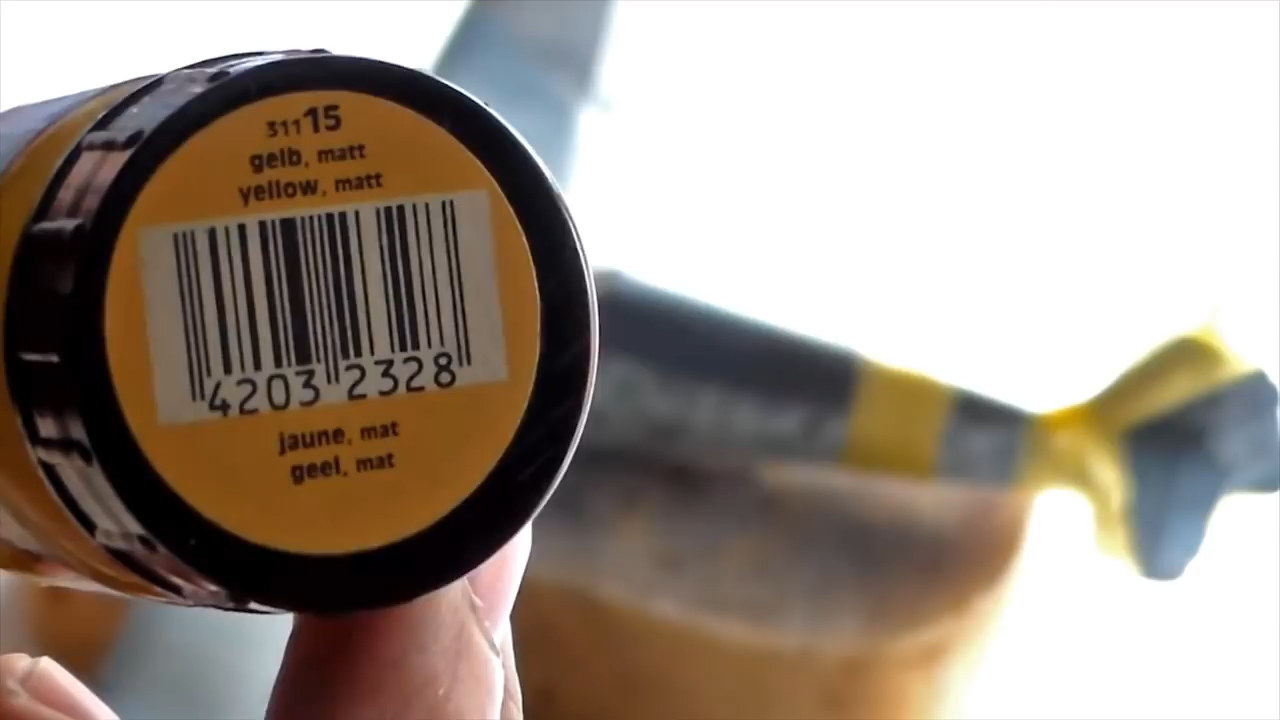 31115
gelb, matt
yellow, matt
4203 2328
jaune, mat
geel, mat